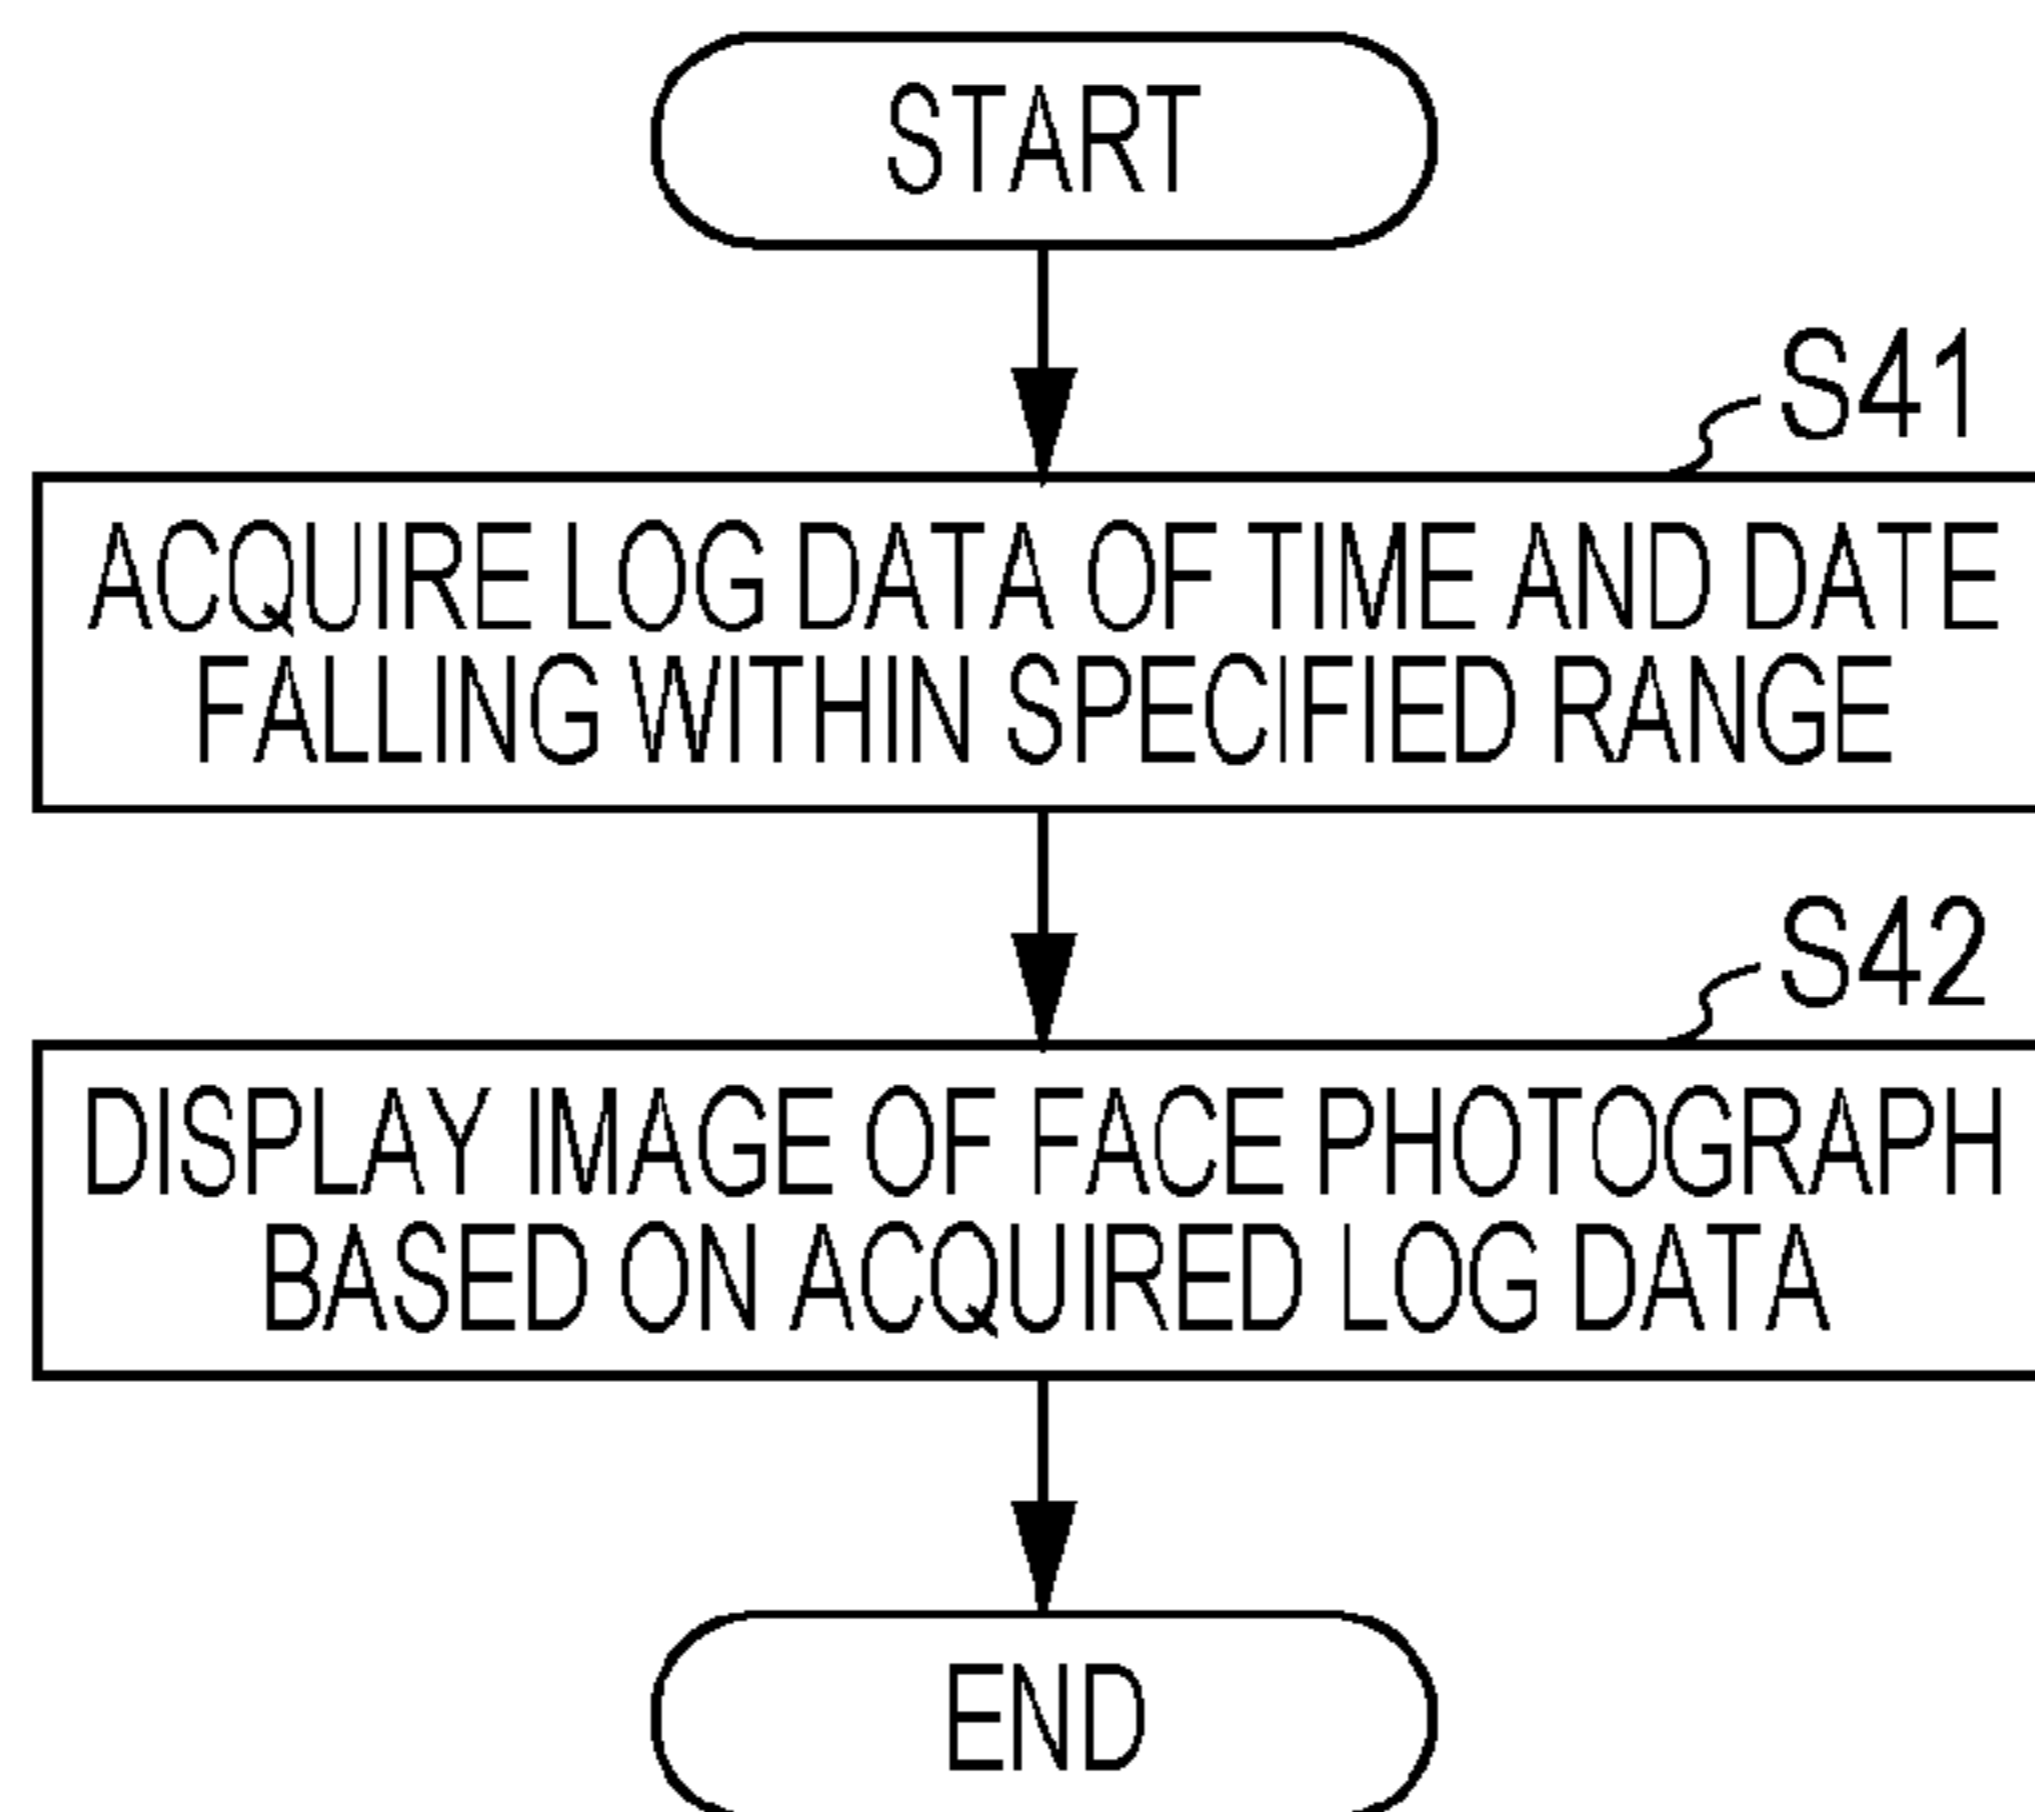 START
S41
ACQUIRE LOG DATA OF TIME AND DATE
FALLING WITHIN SPECIFIED RANGE
S42
DISPLAY IMAGE OF FACE PHOTOGRAPH
BASED ON ACQUIRED LOG DATA
END